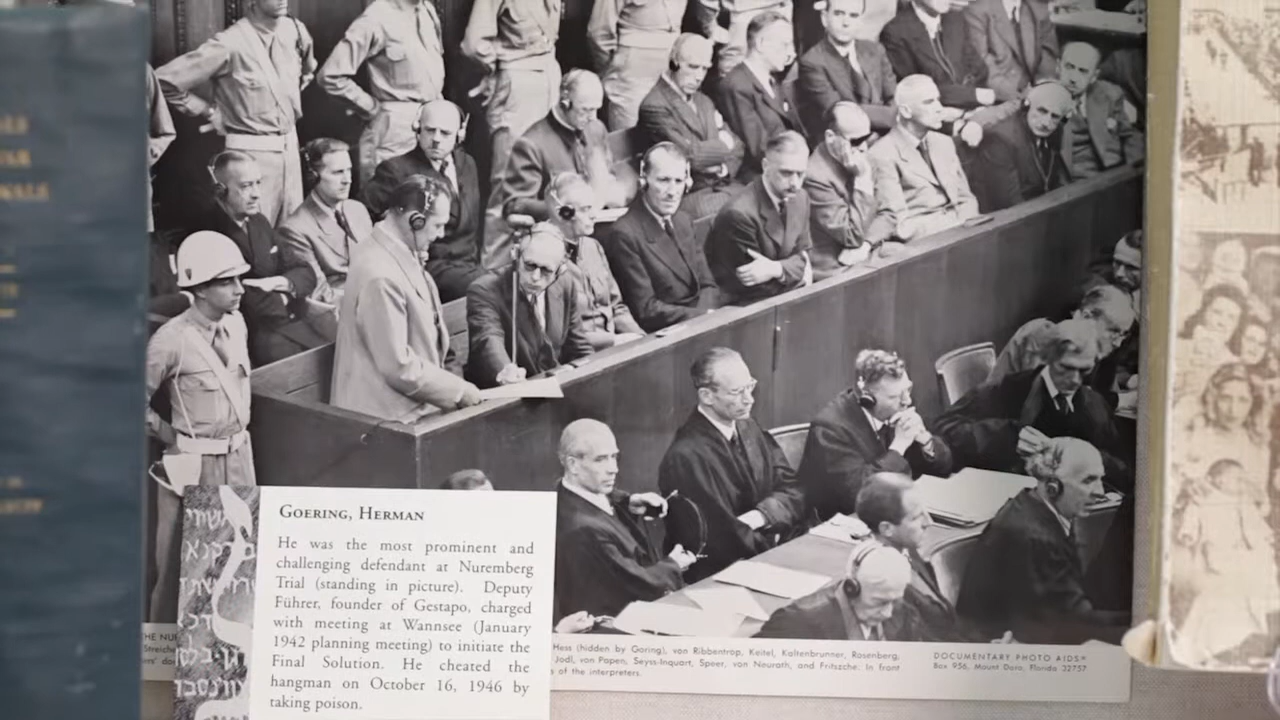 GOERING, HERMAN
He was the most prominent and
challenging defendant at Nuremberg
Trial (standing in picture). Deputy
Führer, founder of Gestapo, charged
with meeting at Wannsee (January
1942 planning meeting) to initiate the
Final Solution. He cheated the
hangman on October 16, 1946 by
taking poison.
HE NU
Hess (hidden by Goring), von Ribbentrop, Keitel, Kaltenbrunner, Rosenberg,
Streiche
Jodl, von Papen, Seyss-Inquart, Speer, von Neurath, and Fritzsche. In front
of the interpreters.
DOCUMENTARY PHOTO AIDS
Box 956, Mount Dora, Florida 32757